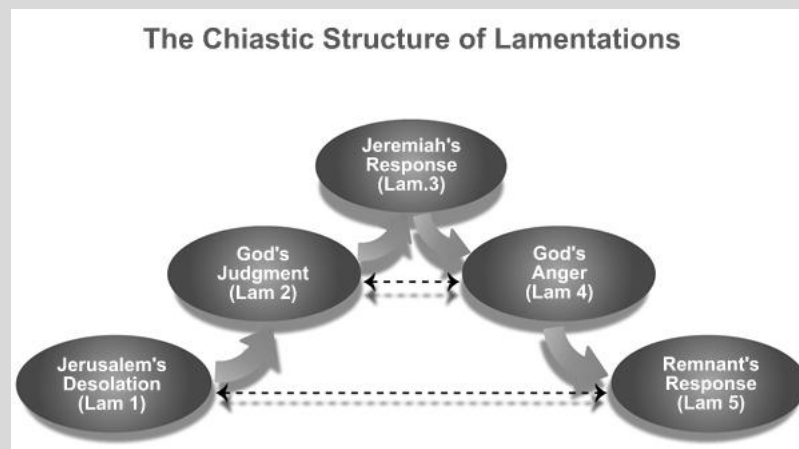 The Chiastic Structure of Lamentations
Jeremiah's
Response
(Lam.3)
God's
Judgment
(Lam 2)
God's
Anger
(Lam 4)
Jerusalem's
Desolation
(Lam 1)
Remnant's
Response
(Lam 5)